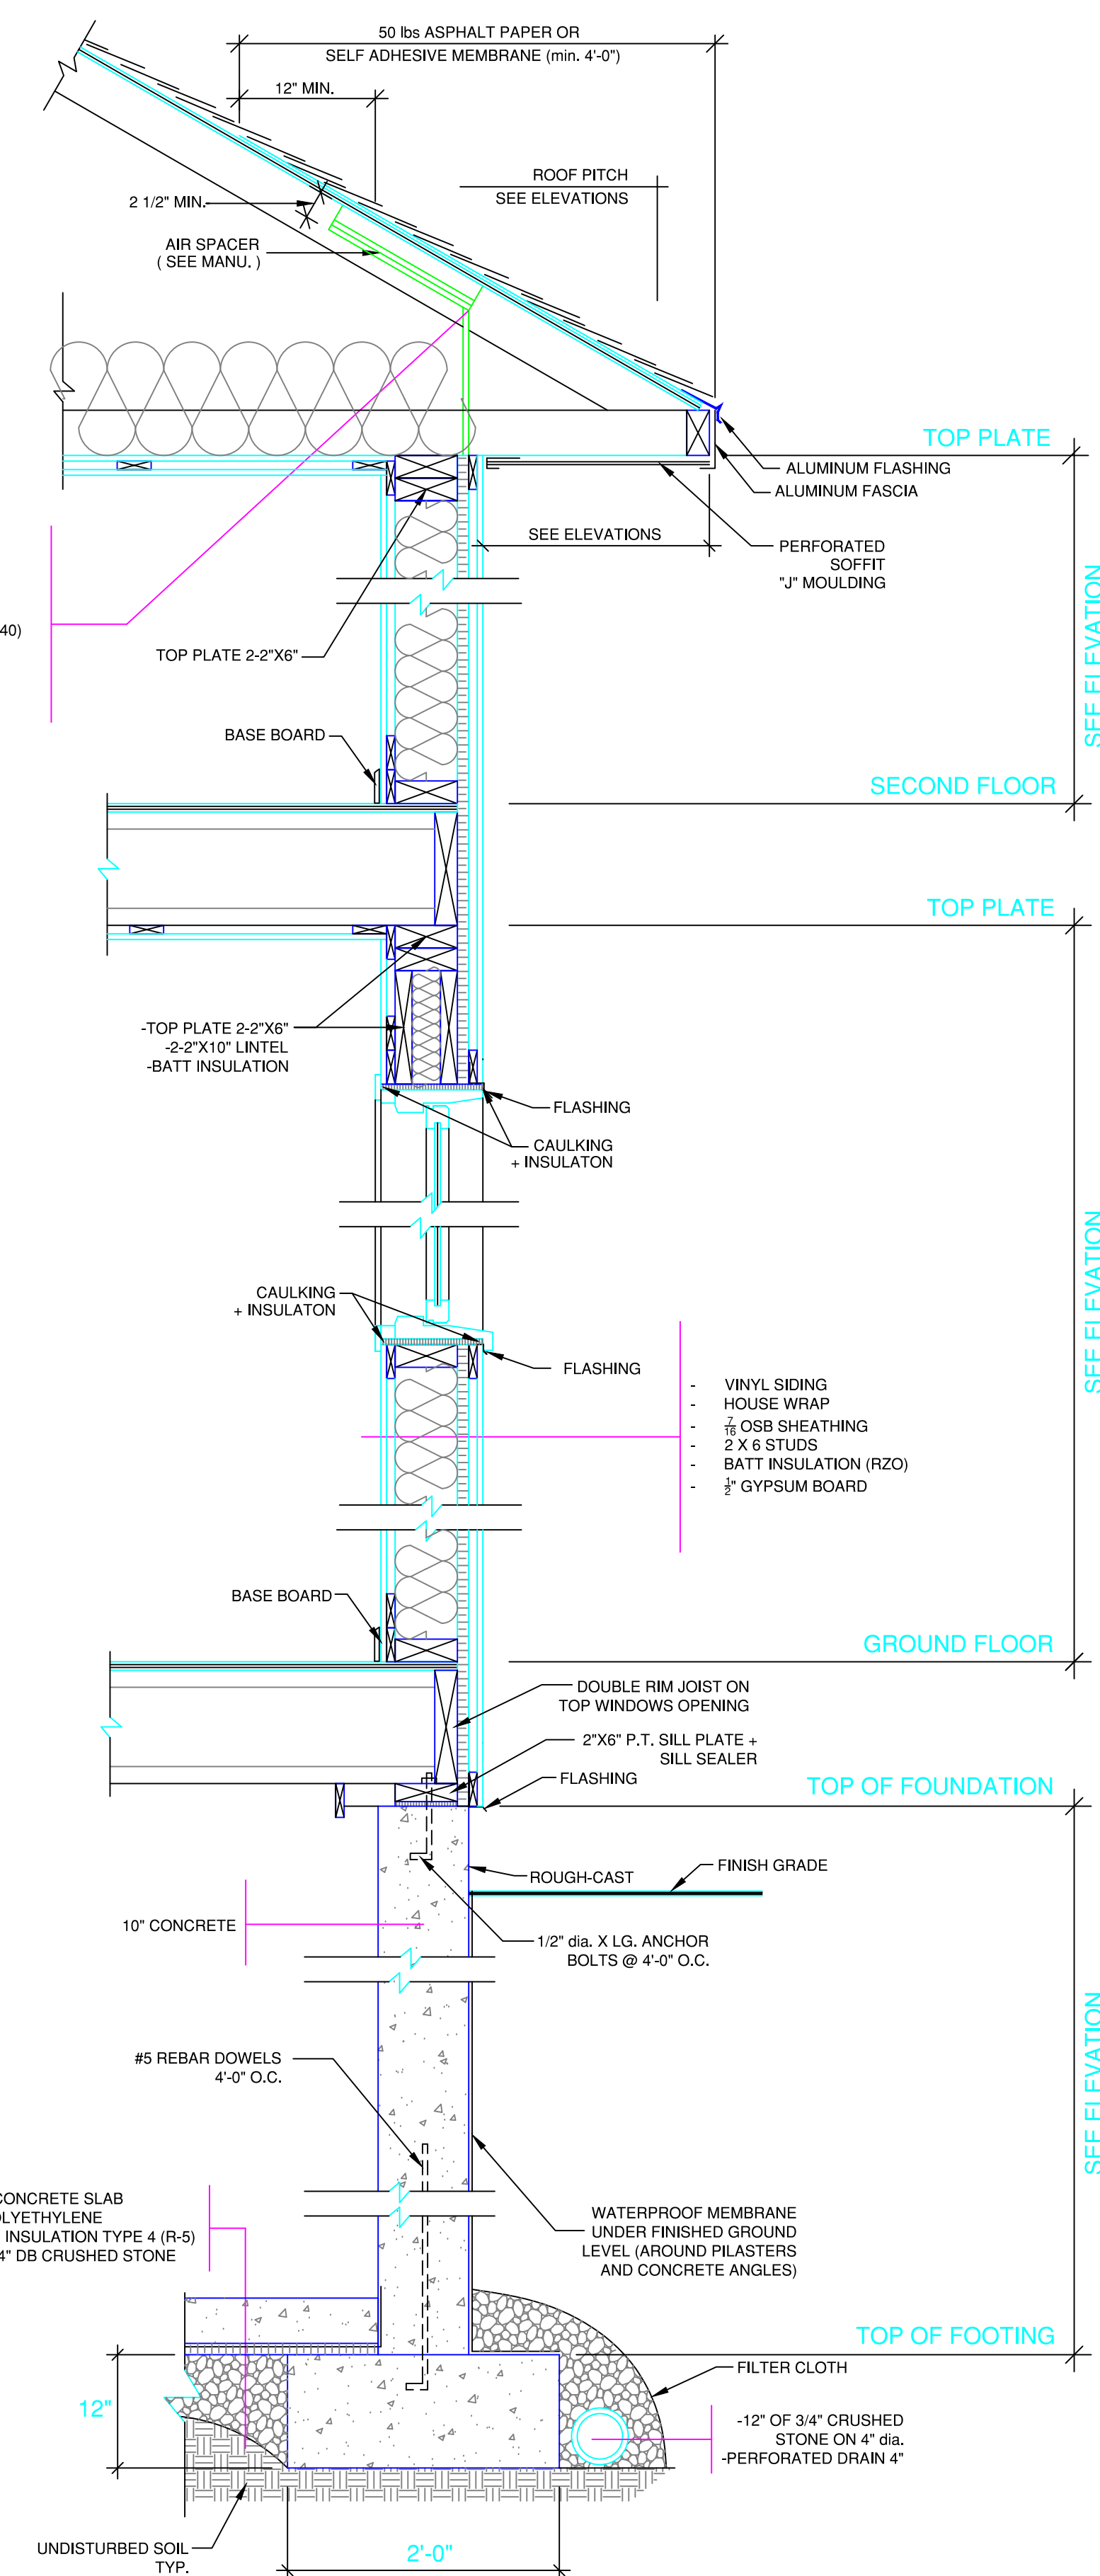 50 lbs ASPHALT PAPER OR
SELF ADHESIVE MEMBRANE (min. 4'-0")
12" MIN.
ROOF PITCH
SEE ELEVATIONS
2 1/2" MIN.
AIR SPACER
( SEE MANU. )
TOP PLATE
ALUMINUM FLASHING
ALUMINUM FASCIA
SEE ELEVATIONS
PERFORATED
SOFFIT
"J" MOULDING
SEE ELEVATION
40)
TOP PLATE 2-2"X6"
BASE BOARD
SECOND FLOOR
TOP PLATE
-TOP PLATE 2-2"X6"
-2-2"X10" LINTEL
-BATT INSULATION
FLASHING
CAULKING
+ INSULATON
SEE ELEVATION
CAULKING
+ INSULATON
FLASHING
- VINYL SIDING
- HOUSE WRAP
- 7/16 OSB SHEATHING
- 2 X 6 STUDS
- BATT INSULATION (RZO)
- 1/2" GYPSUM BOARD
BASE BOARD
GROUND FLOOR
DOUBLE RIM JOIST ON
TOP WINDOWS OPENING
2"X6" P.T. SILL PLATE +
SILL SEALER
FLASHING
TOP OF FOUNDATION
ROUGH-CAST
FINISH GRADE
10" CONCRETE
1/2" dia. X LG. ANCHOR
BOLTS @ 4'-0" O.C.
#5 REBAR DOWELS
4'-0" O.C.
SEE ELEVATION
CONCRETE SLAB
OLYETHYLENE
INSULATION TYPE 4 (R-5)
4" DB CRUSHED STONE
WATERPROOF MEMBRANE
UNDER FINISHED GROUND
LEVEL (AROUND PILASTERS
AND CONCRETE ANGLES)
TOP OF FOOTING
FILTER CLOTH
12"
-12" OF 3/4" CRUSHED
STONE ON 4" dia.
-PERFORATED DRAIN 4"
UNDISTURBED SOIL
TYP.
2'-0"